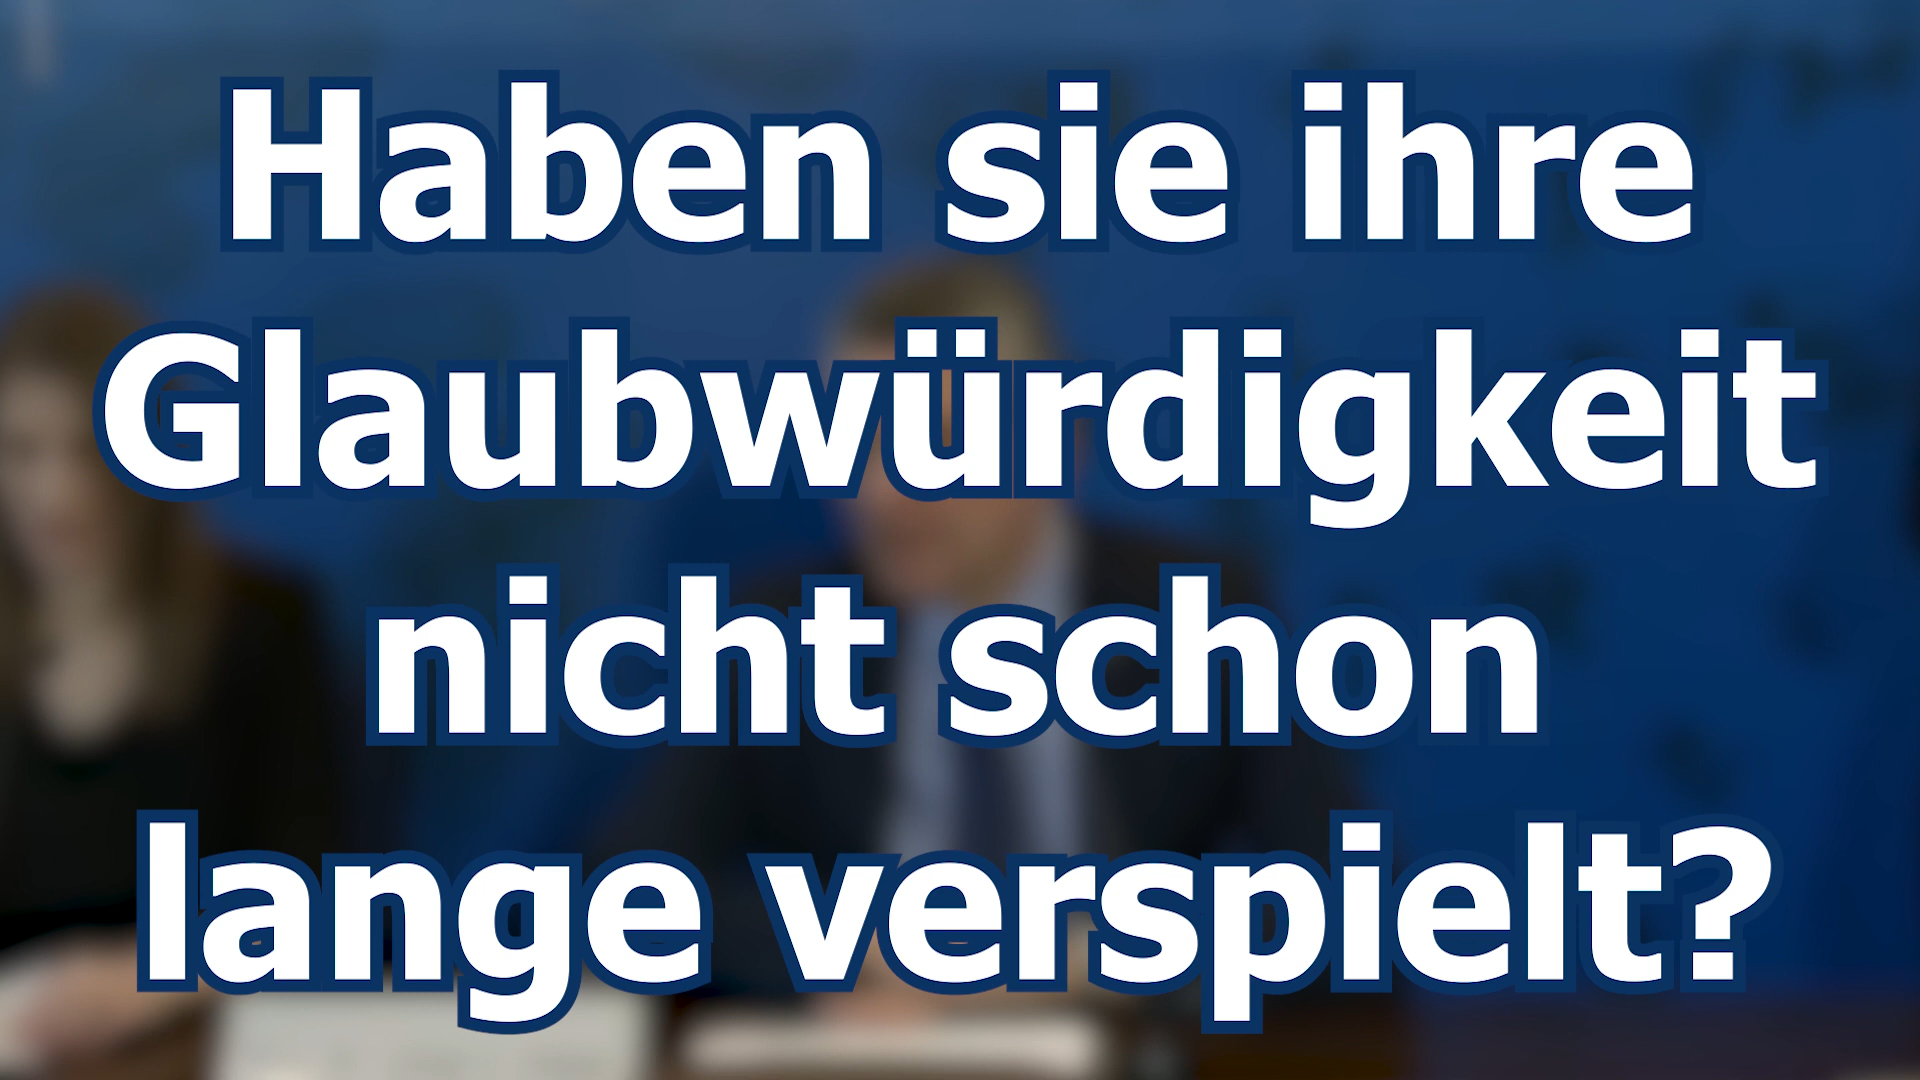 Haben sie ihre
Glaubwürdigkeit
nicht schon
lange verspielt?